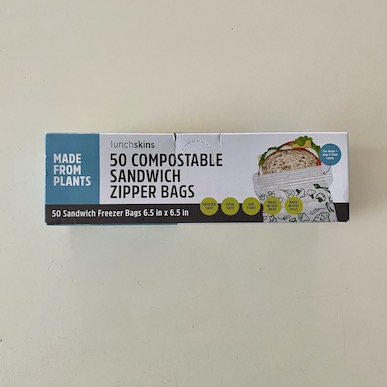 lunchskins
MADE
FROM
PLANTS
50 COMPOSTABLE
SANDWICH
ZIPPER BAGS
50 Sandwich Freezer Bags 6.5 in x 6.5 in